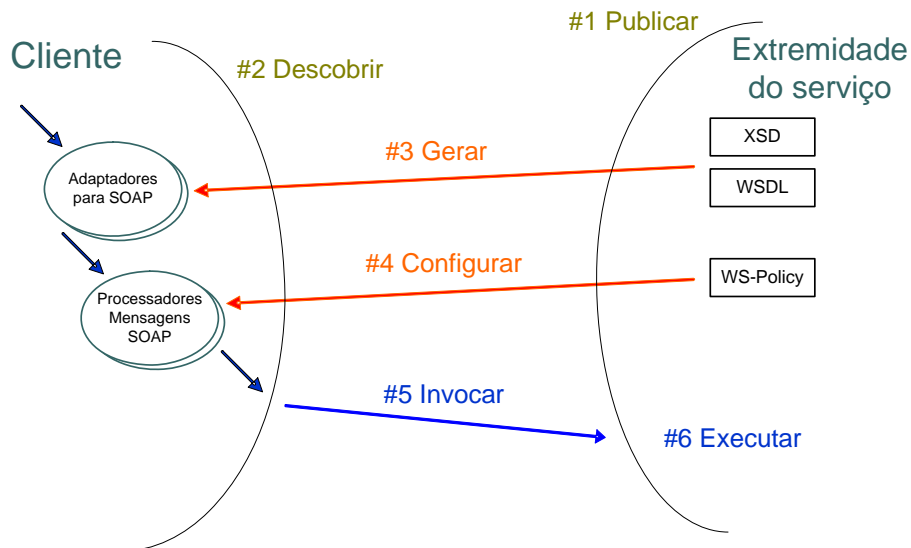 #1 Publicar
Cliente
#2 Descobrir
Extremidade
do serviço
XSD
#3 Gerar
WSDL
Adaptadores
para SOAP
#4 Configurar
WS-Policy
Processadores
Mensagens
SOAP
#5 Invocar
#6 Executar